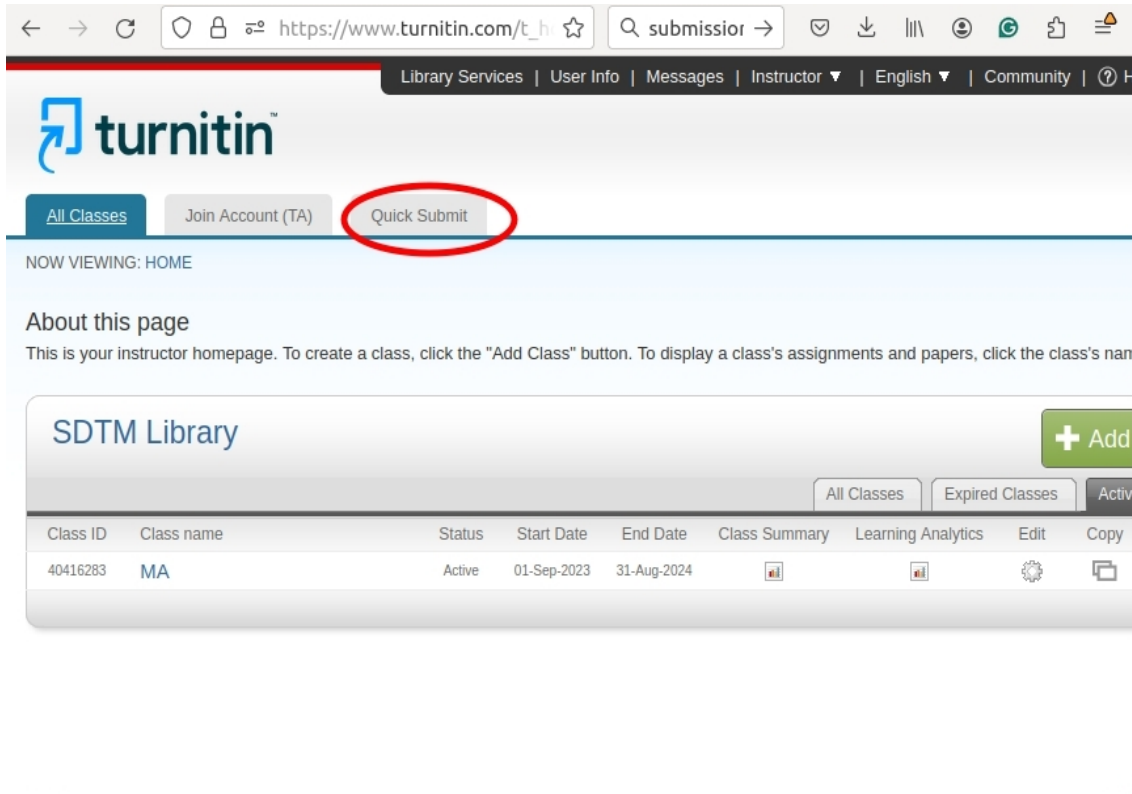 https://www.turnitin.com/t_h
submission
Library Services | User Info | Messages | Instructor ▼ | English ▼ | Community | ? H
turnitin™
All Classes Join Account (TA) Quick Submit
NOW VIEWING: HOME
About this page
This is your instructor homepage. To create a class, click the "Add Class" button. To display a class's assignments and papers, click the class's nam
SDTM Library
Add
All Classes Expired Classes Activ
Class ID Class name Status Start Date End Date Class Summary Learning Analytics Edit Copy
40416283 MA Active 01-Sep-2023 31-Aug-2024